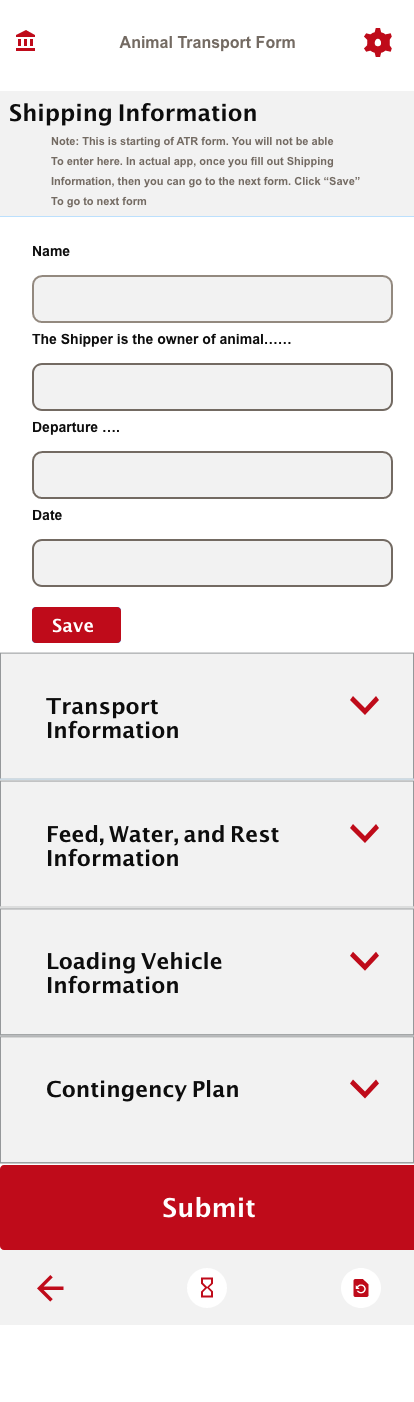 Animal Transport Form
Shipping Information
Note: This is starting of ATR form. You will not be able
To enter here. In actual app, once you fill out Shipping
Information, then you can go to the next form. Click “Save”
To go to next form
Name
The Shipper is the owner of animal……
Departure ….
Date
Save
Transport
Information
Feed, Water, and Rest
Information
Loading Vehicle
Information
Contingency Plan
Submit